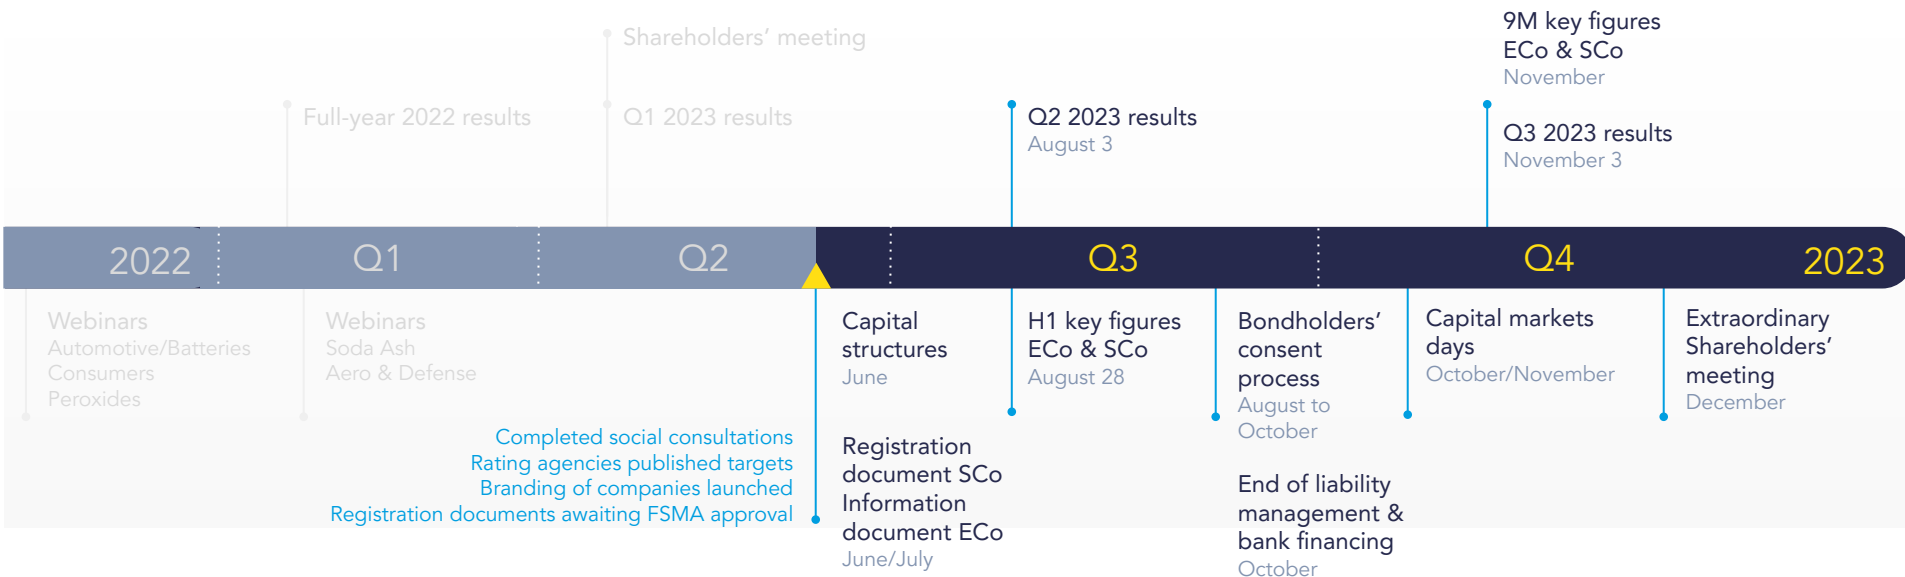 Shareholders’ meeting
9M key figures
ECo & SCo
November
Full-year 2022 results
Q1 2023 results
Q2 2023 results
August 3
Q3 2023 results
November 3
2022
Q1
Q2
Q3
Q4
2023
Webinars
Automotive/Batteries
Consumers
Peroxides
Webinars
Soda Ash
Aero & Defense
Completed social consultations
Rating agencies published targets
Branding of companies launched
Registration documents awaiting FSMA approval
Capital
structures
June
Registration
document SCo
Information
document ECo
June/July
H1 key figures
ECo & SCo
August 28
Bondholders’
consent
process
August to
October
End of liability
management &
bank financing
October
Capital markets
days
October/November
Extraordinary
Shareholders’
meeting
December